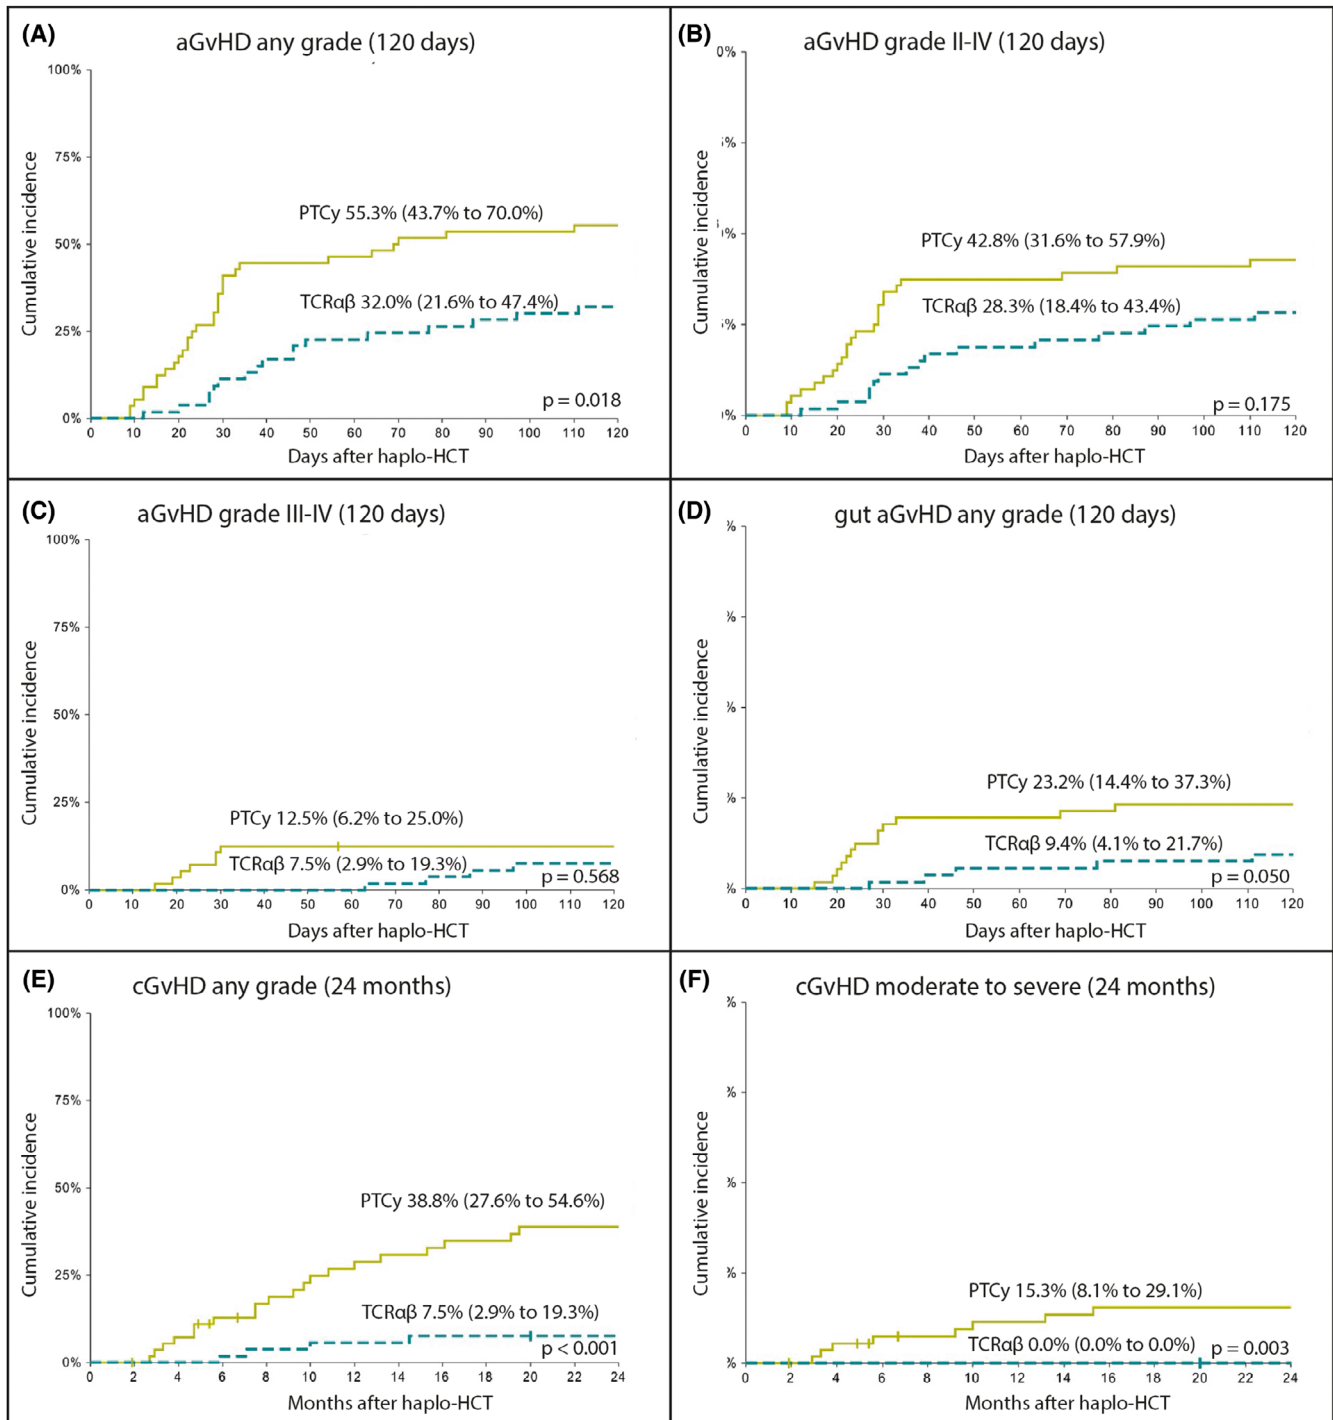 (A)
aGvHD any grade (120 days)
100%
75%
50%
25%
0%
Cumulative incidence
PTCy 55.3% (43.7% to 70.0%)
TCRαβ 32.0% (21.6% to 47.4%)
p = 0.018
0 10 20 30 40 50 60 70 80 90 100 110 120
Days after haplo-HCT
(B)
aGvHD grade II-IV (120 days)
0%
%
%
%
%
Cumulative incidence
PTCy 42.8% (31.6% to 57.9%)
TCRαβ 28.3% (18.4% to 43.4%)
p = 0.175
0 10 20 30 40 50 60 70 80 90 100 110 120
Days after haplo-HCT
(C)
aGvHD grade III-IV (120 days)
100%
75%
50%
25%
0%
Cumulative incidence
PTCy 12.5% (6.2% to 25.0%)
TCRαβ 7.5% (2.9% to 19.3%)
p = 0.568
0 10 20 30 40 50 60 70 80 90 100 110 120
Days after haplo-HCT
(D)
gut aGvHD any grade (120 days)
%
%
%
%
%
Cumulative incidence
PTCy 23.2% (14.4% to 37.3%)
TCRαβ 9.4% (4.1% to 21.7%)
p = 0.050
0 10 20 30 40 50 60 70 80 90 100 110 120
Days after haplo-HCT
(E)
cGvHD any grade (24 months)
100%
75%
50%
25%
0%
Cumulative incidence
PTCy 38.8% (27.6% to 54.6%)
TCRαβ 7.5% (2.9% to 19.3%)
p < 0.001
0 2 4 6 8 10 12 14 16 18 20 22 24
Months after haplo-HCT
(F)
cGvHD moderate to severe (24 months)
%
%
%
%
%
Cumulative incidence
PTCy 15.3% (8.1% to 29.1%)
TCRαβ 0.0% (0.0% to 0.0%)
p = 0.003
0 2 4 6 8 10 12 14 16 18 20 22 24
Months after haplo-HCT